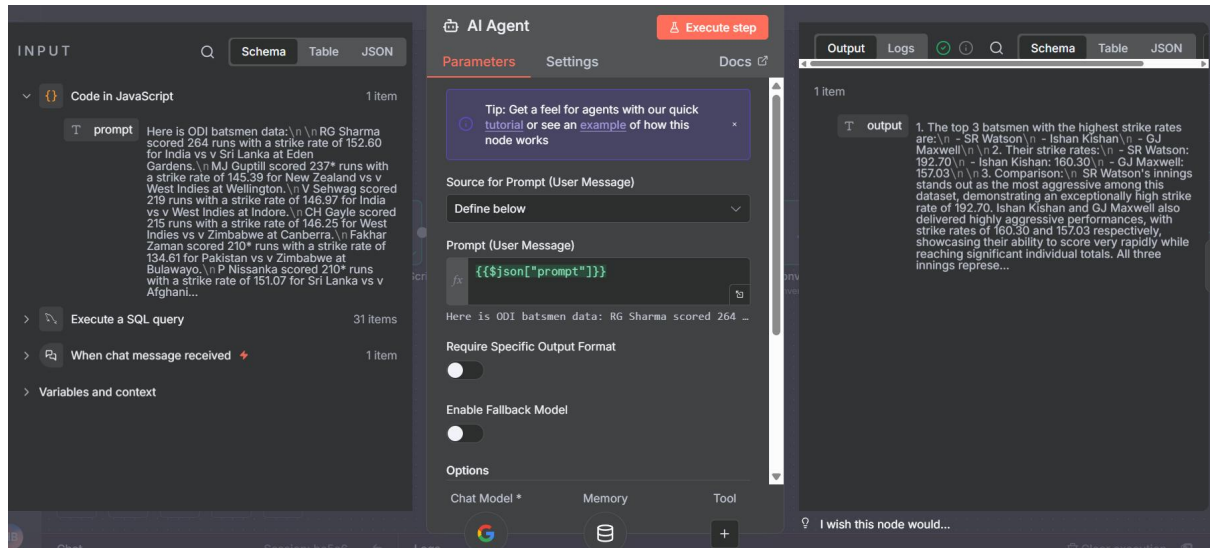 INPUT
Schema
Table
JSON
Code in JavaScript
1 item
T prompt
Here is ODI batsmen data:\n\nRG Sharma
scored 264 runs with a strike rate of 152.60
for India vs v Sri Lanka at Eden
Gardens.\nMJ Guptill scored 237* runs with
a strike rate of 145.39 for New Zealand vs v
West Indies at Wellington.\nV Sehwag scored
219 runs with a strike rate of 146.97 for India
vs v West Indies at Indore.\nCH Gayle scored
215 runs with a strike rate of 146.25 for West
Indies vs v Zimbabwe at Canberra.\nFakhar
Zaman scored 210* runs with a strike rate of
134.61 for Pakistan vs v Zimbabwe at
Bulawayo.\nP Nissanka scored 210* runs
with a strike rate of 151.07 for Sri Lanka vs v
Afghani...
Execute a SQL query
31 items
When chat message received
1 item
Variables and context
AI Agent
Execute step
Parameters
Settings
Docs
Tip: Get a feel for agents with our quick
tutorial or see an example of how this
node works
Source for Prompt (User Message)
Define below
Prompt (User Message)
fx {{$json["prompt"]}}
Here is ODI batsmen data: RG Sharma scored 264 …
Require Specific Output Format
Enable Fallback Model
Options
Chat Model *
Memory
Tool
Output
Logs
Schema
Table
JSON
1 item
T output
1. The top 3 batsmen with the highest strike rates
are:\n - SR Watson\n - Ishan Kishan\n - GJ
Maxwell\n\n2. Their strike rates:\n - SR Watson:
192.70\n - Ishan Kishan: 160.30\n - GJ Maxwell:
157.03\n\n3. Comparison:\n SR Watson's innings
stands out as the most aggressive among this
dataset, demonstrating an exceptionally high strike
rate of 192.70. Ishan Kishan and GJ Maxwell also
delivered highly aggressive performances, with
strike rates of 160.30 and 157.03 respectively,
showcasing their ability to score very rapidly while
reaching significant individual totals. All three
innings represe...
I wish this node would...